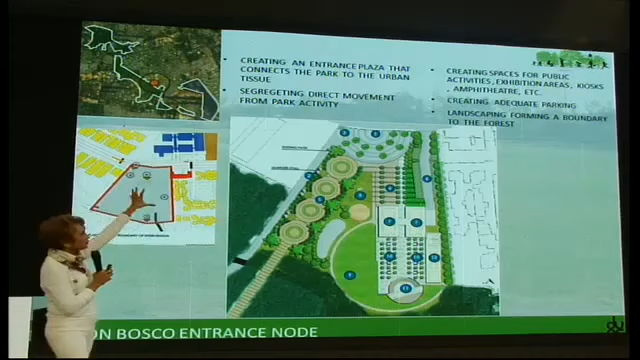 CREATING AN ENTRANCE PLAZA THAT
CONNECTS THE PARK TO THE URBAN
TISSUE
SEGREGETING DIRECT MOVEMENT
FROM PARK ACTIVITY
CREATING SPACES FOR PUBLIC
ACTIVITIES, EXHIBITION AREAS, KIOSKS
, AMPHITHEATRE, ETC.
CREATING ADEQUATE PARKING
LANDSCAPING FORMING A BOUNDARY
TO THE FOREST
ON BOSCO ENTRANCE NODE